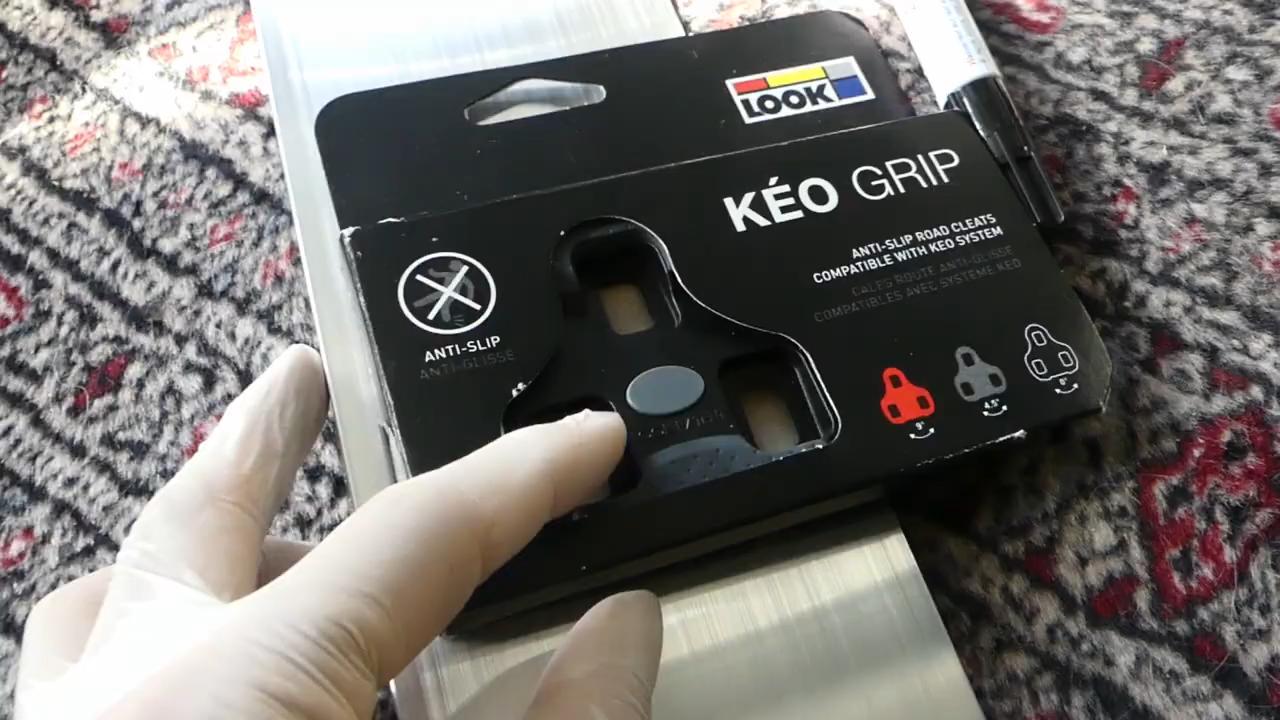 LOOK
KÉO GRIP
ANTI-SLIP ROAD CLEATS
COMPATIBLE WITH KEO SYSTEM
CALES ROUTE ANTI-GLISSE
COMPATIBLES AVEC SYSTEME KEO
ANTI-SLIP
ANTI-GLISSE
9°
4.5°
0°